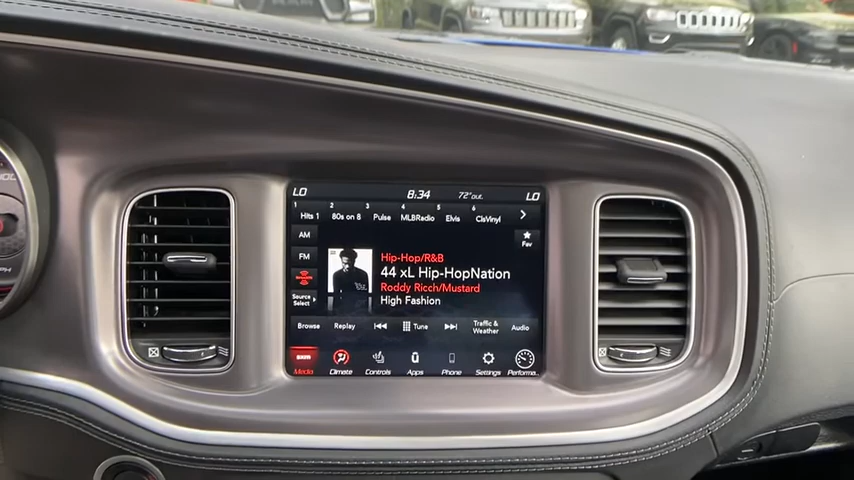 LO 8:34 72°out. LO
1 2 3 4 5 6
Hits 1 80s on 8 Pulse MLBRadio Elvis ClsVinyl
AM
FM
Fav
Source
Select
Hip-Hop/R&B
44 xL Hip-HopNation
Roddy Ricch/Mustard
High Fashion
Browse Replay Tune Traffic & Weather Audio
Media Climate Controls Apps Phone Settings Performa..